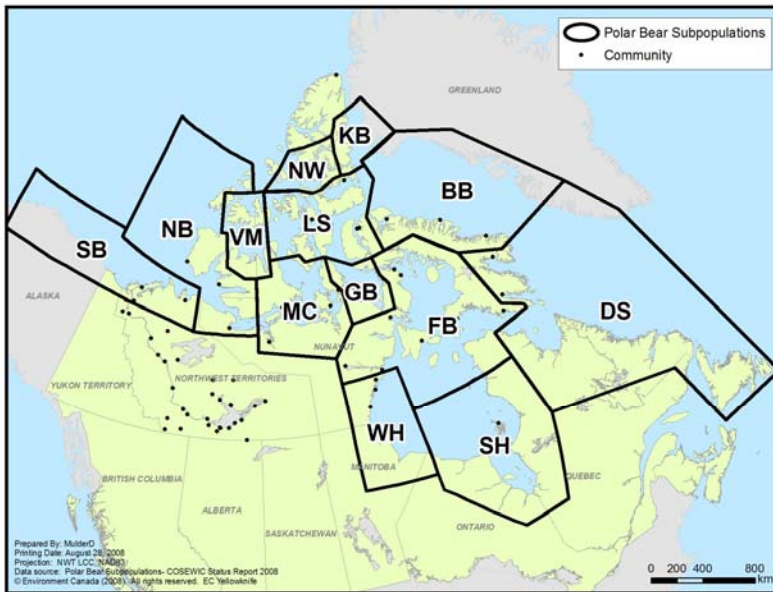 Polar Bear Subpopulations
Community
GREENLAND
KB
NW
BB
NB
VM
LS
SB
GB
MC
DS
FB
ALASKA
NUNAVUT
YUKON TERRITORY
NORTHWEST TERRITORIES
WH
SH
MANITOBA
QUEBEC
BRITISH COLUMBIA
ALBERTA
SASKATCHEWAN
ONTARIO
Prepared By: MulderD
Printing Date: August 28, 2008
Projection: NWT LCC, NAD83
Data source: Polar Bear Subpopulations- COSEWIC Status Report 2008
© Environment Canada (2008). All rights reserved. EC Yellowknife
0 200 400 800
km